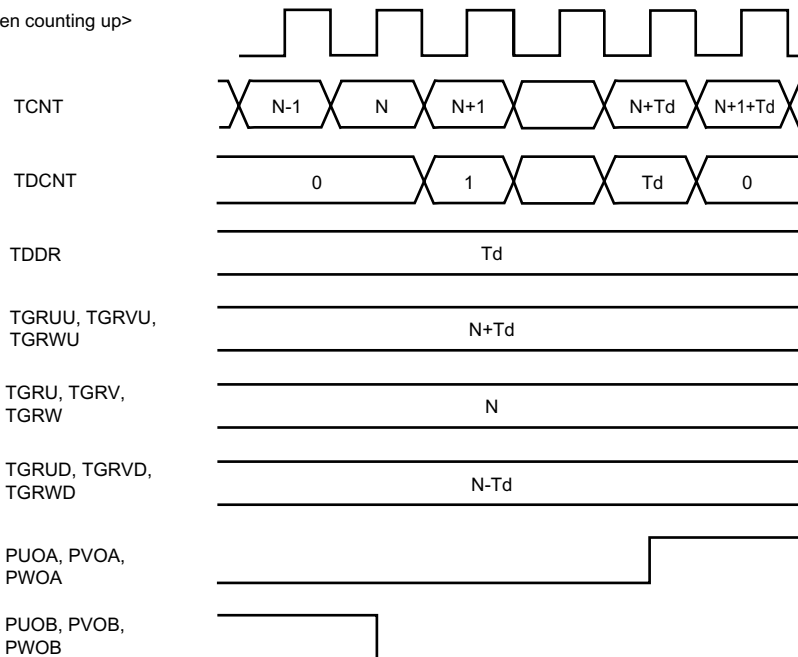 en counting up>
TCNT
N-1 N N+1 N+Td N+1+Td
TDCNT
0 1 Td 0
TDDR
Td
TGRUU, TGRVU,
TGRWU
N+Td
TGRU, TGRV,
TGRW
N
TGRUD, TGRVD,
TGRWD
N-Td
PUOA, PVOA,
PWOA
PUOB, PVOB,
PWOB